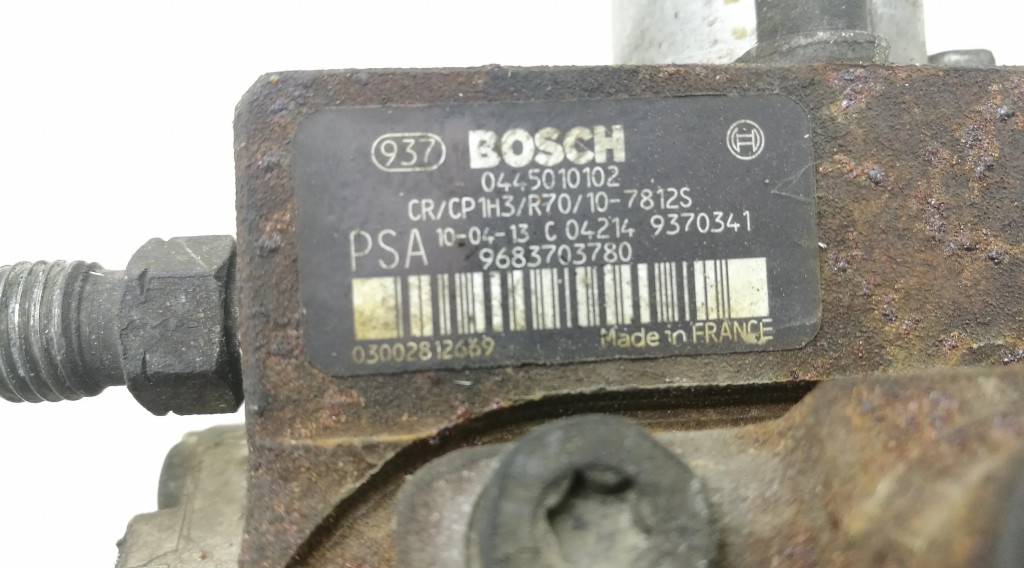 937 BOSCH
0445010102
CR/CP1H3/R70/10-7812S
PSA 10-04-13 C 04214 9370341
9683703780
03002812669 Made in FRANCE